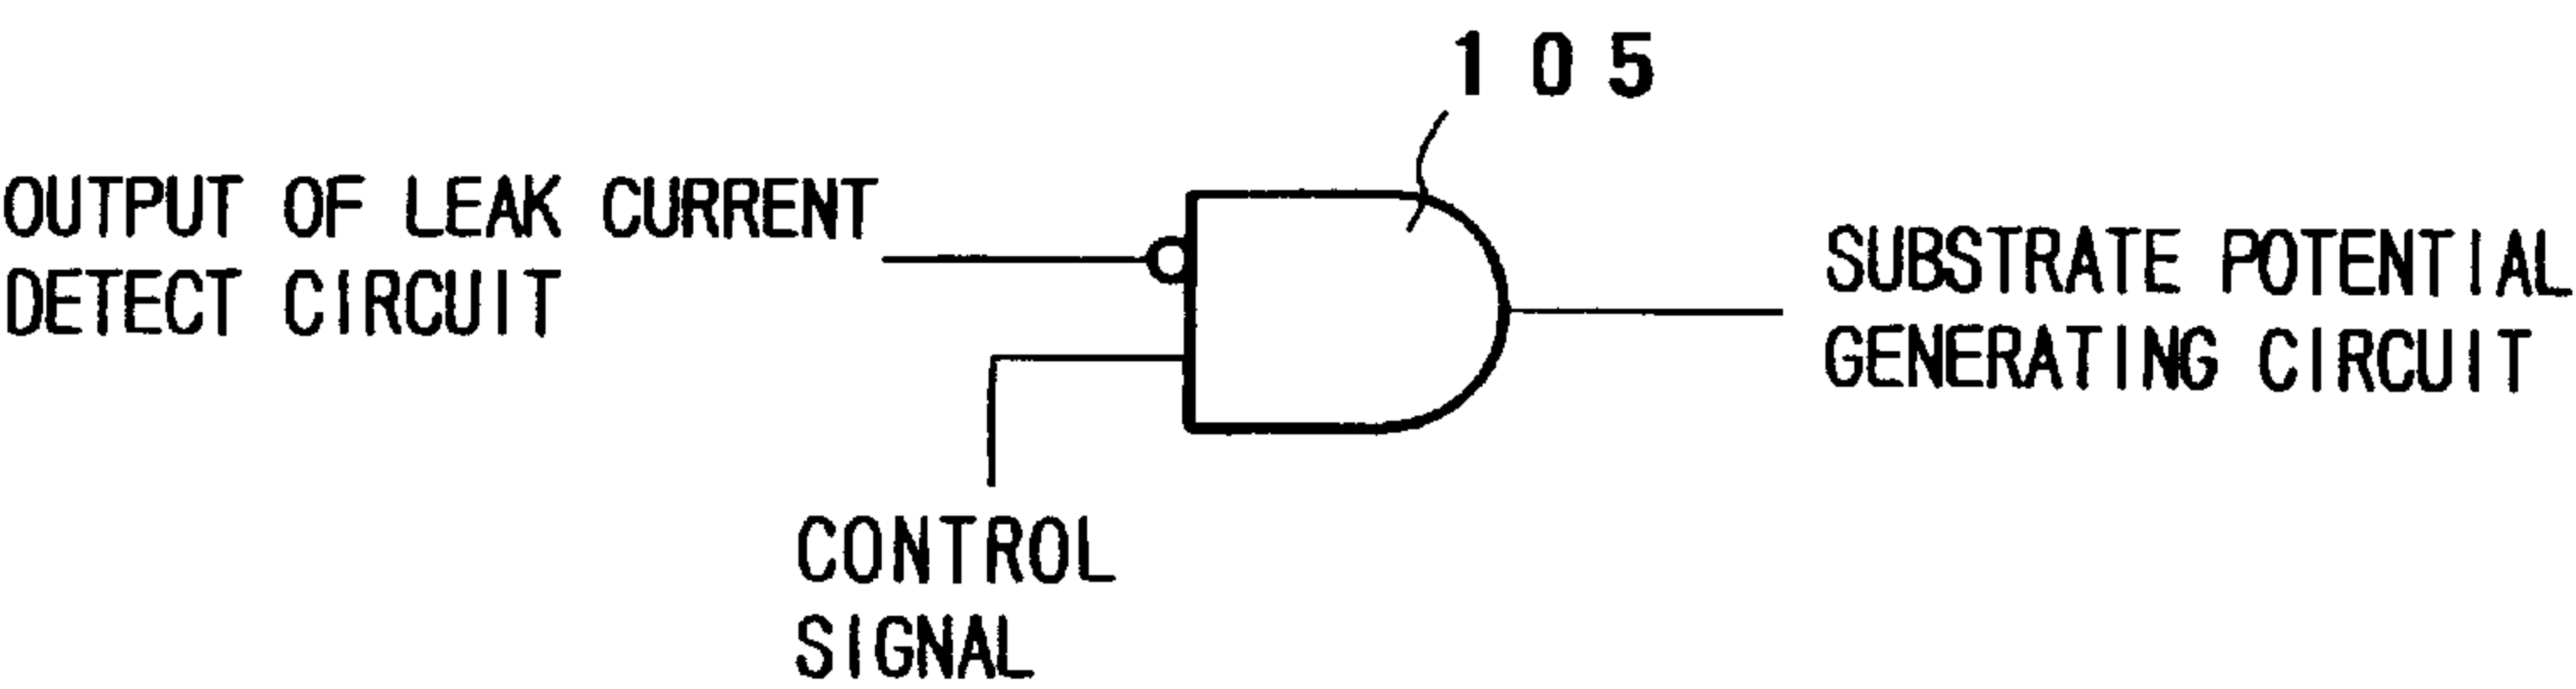 105
OUTPUT OF LEAK CURRENT
DETECT CIRCUIT
SUBSTRATE POTENTIAL
GENERATING CIRCUIT
CONTROL
SIGNAL